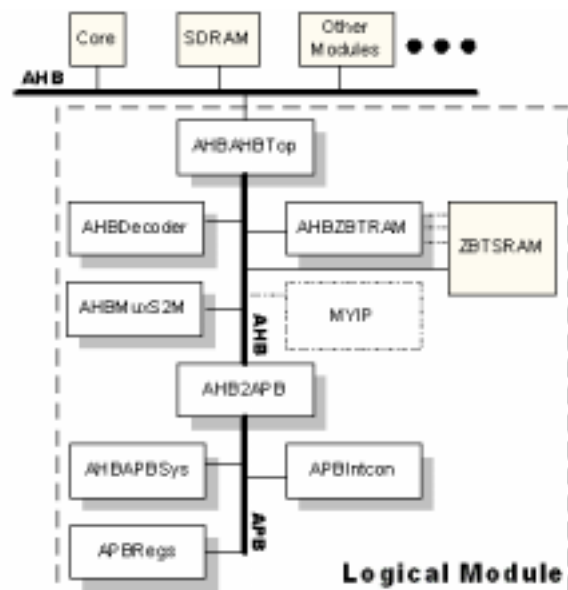 Core
SDRAM
Other
Modules
AHB
AHBAHBTop
AHBDecoder
AHBZBTRAM
ZBTSRAM
AHBMuxS2M
MYIP
AHB
AHB2APB
AHBAPBSys
APBIntcon
APB
APBRegs
Logical Module